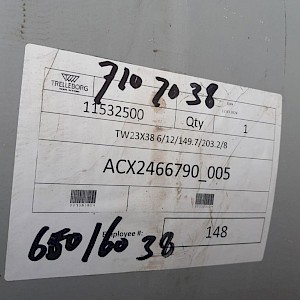 TRELLEBORG
710 70 38
11532500 Qty 1
TW23X38 6/12/149.7/203.2/8
ACX2466790_005
Employee #: 148
650/60 38